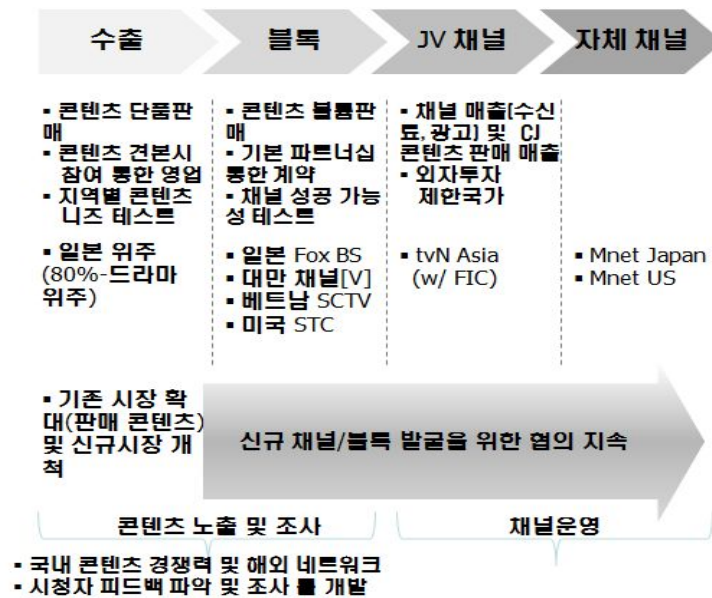 수출
블록
JV 채널
자체 채널
▪ 콘텐츠 단품판
매
▪ 콘텐츠 견본시
참여 통한 영업
▪ 지역별 콘텐츠
니즈 테스트
▪ 콘텐츠 볼륨판
매
▪ 기본 파트너십
통한 계약
▪ 채널 성공 가능
성 테스트
▪ 채널 매출(수신
료, 광고) 및 CJ
콘텐츠 판매 매출
▪ 외자투자
제한국가
▪ 일본 위주
(80%-드라마
위주)
▪ 일본 Fox BS
▪ 대만 채널[V]
▪ 베트남 SCTV
▪ 미국 STC
▪ tvN Asia
(w/ FIC)
▪ Mnet Japan
▪ Mnet US
▪ 기존 시장 확
대(판매 콘텐츠)
및 신규시장 개
척
신규 채널/블록 발굴을 위한 협의 지속
콘텐츠 노출 및 조사
채널운영
▪ 국내 콘텐츠 경쟁력 및 해외 네트워크
▪ 시청자 피드백 파악 및 조사 툴 개발